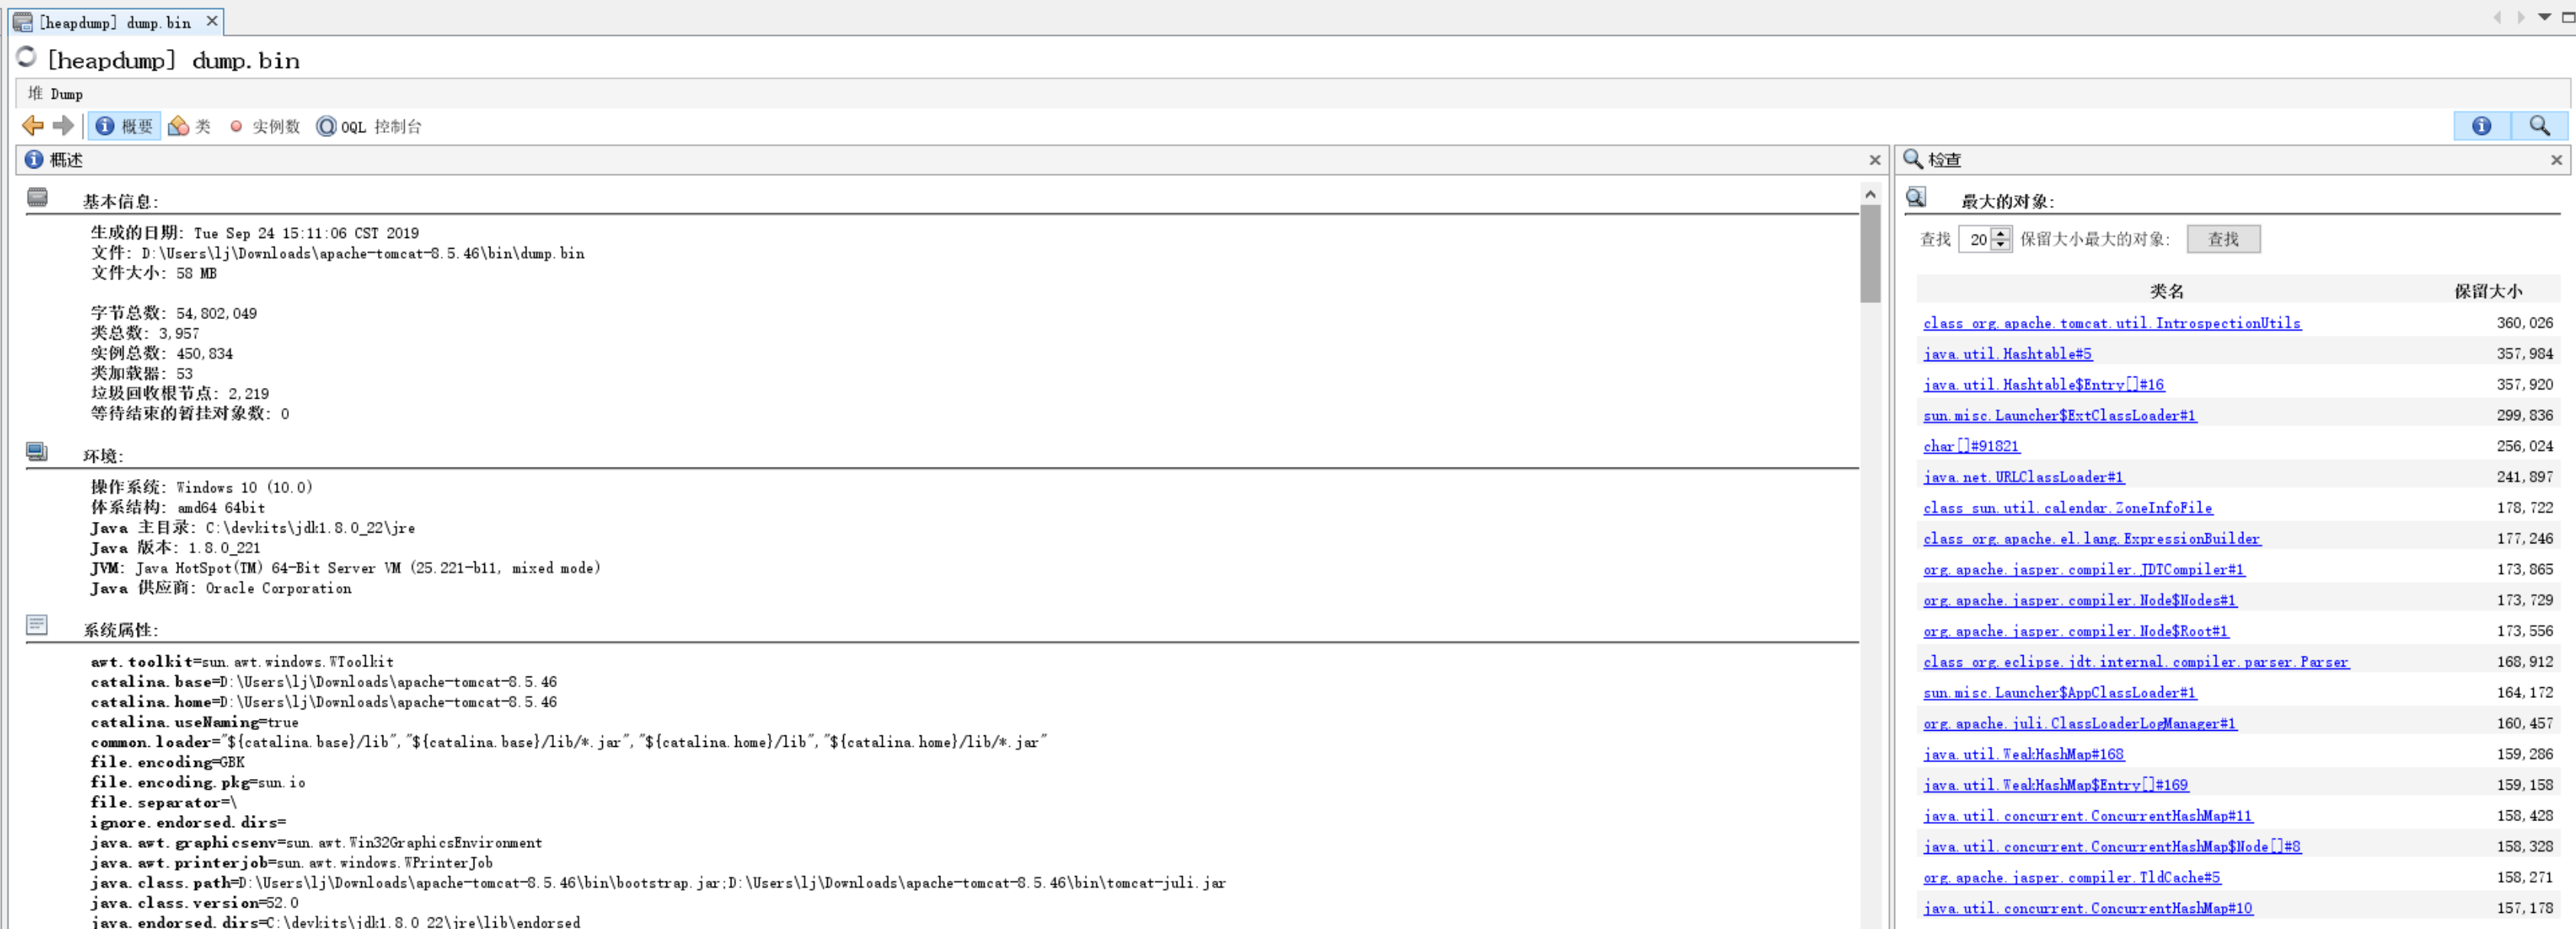 [heapdump] dump.bin
[heapdump] dump.bin
堆 Dump
概要 类 实例数 OQL 控制台
概述
基本信息:
生成的日期: Tue Sep 24 15:11:06 CST 2019
文件: D:\Users\lj\Downloads\apache-tomcat-8.5.46\bin\dump.bin
文件大小: 58 MB
字节总数: 54,802,049
类总数: 3,957
实例总数: 450,834
类加载器: 53
垃圾回收根节点: 2,219
等待结束的暂挂对象数: 0
环境:
操作系统: Windows 10 (10.0)
体系结构: amd64 64bit
Java 主目录: C:\devkits\jdk1.8.0_22\jre
Java 版本: 1.8.0_221
JVM: Java HotSpot(TM) 64-Bit Server VM (25.221-b11, mixed mode)
Java 供应商: Oracle Corporation
系统属性:
awt.toolkit=sun.awt.windows.WToolkit
catalina.base=D:\Users\lj\Downloads\apache-tomcat-8.5.46
catalina.home=D:\Users\lj\Downloads\apache-tomcat-8.5.46
catalina.useNaming=true
common.loader="${catalina.base}/lib","${catalina.base}/lib/*.jar","${catalina.home}/lib","${catalina.home}/lib/*.jar"
file.encoding=GBK
file.encoding.pkg=sun.io
file.separator=\
ignore.endorsed.dirs=
java.awt.graphicsenv=sun.awt.Win32GraphicsEnvironment
java.awt.printerjob=sun.awt.windows.WPrinterJob
java.class.path=D:\Users\lj\Downloads\apache-tomcat-8.5.46\bin\bootstrap.jar;D:\Users\lj\Downloads\apache-tomcat-8.5.46\bin\tomcat-juli.jar
java.class.version=52.0
java.endorsed.dirs=C:\devkits\jdk1.8.0_22\jre\lib\endorsed
检查
最大的对象:
查找 20 保留大小最大的对象: 查找
类名 保留大小
class org.apache.tomcat.util.IntrospectionUtils 360,026
java.util.Hashtable#5 357,984
java.util.Hashtable$Entry[]#16 357,920
sun.misc.Launcher$ExtClassLoader#1 299,836
char[]#91821 256,024
java.net.URLClassLoader#1 241,897
class sun.util.calendar.ZoneInfoFile 178,722
class org.apache.el.lang.ExpressionBuilder 177,246
org.apache.jasper.compiler.JDTCompiler#1 173,865
org.apache.jasper.compiler.Node$Nodes#1 173,729
org.apache.jasper.compiler.Node$Root#1 173,556
class org.eclipse.jdt.internal.compiler.parser.Parser 168,912
sun.misc.Launcher$AppClassLoader#1 164,172
org.apache.juli.ClassLoaderLogManager#1 160,457
java.util.WeakHashMap#168 159,286
java.util.WeakHashMap$Entry[]#169 159,158
java.util.concurrent.ConcurrentHashMap#11 158,428
java.util.concurrent.ConcurrentHashMap$Node[]#8 158,328
org.apache.jasper.compiler.TldCache#5 158,271
java.util.concurrent.ConcurrentHashMap#10 157,178